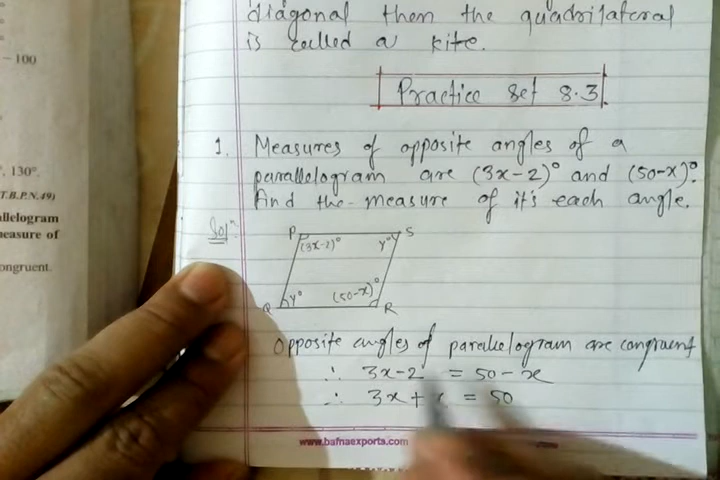 diagonal then the quadrilateral
is called a kite.
Practice set 8.3
1. Measures of opposite angles of a
parallelogram are (3x-2)° and (50-x)°.
Find the measure of it's each angle.
Solⁿ:
P S
(3x-2)° y°
y° (50-x)°
Q R
opposite angles of parallelogram are congruent
∴ 3x-2 = 50-x
∴ 3x+ = 50
www.bafnaexports.com
- 100
°, 130°.
T.B.P.N. 49)
allelogram
easure of
ongruent.